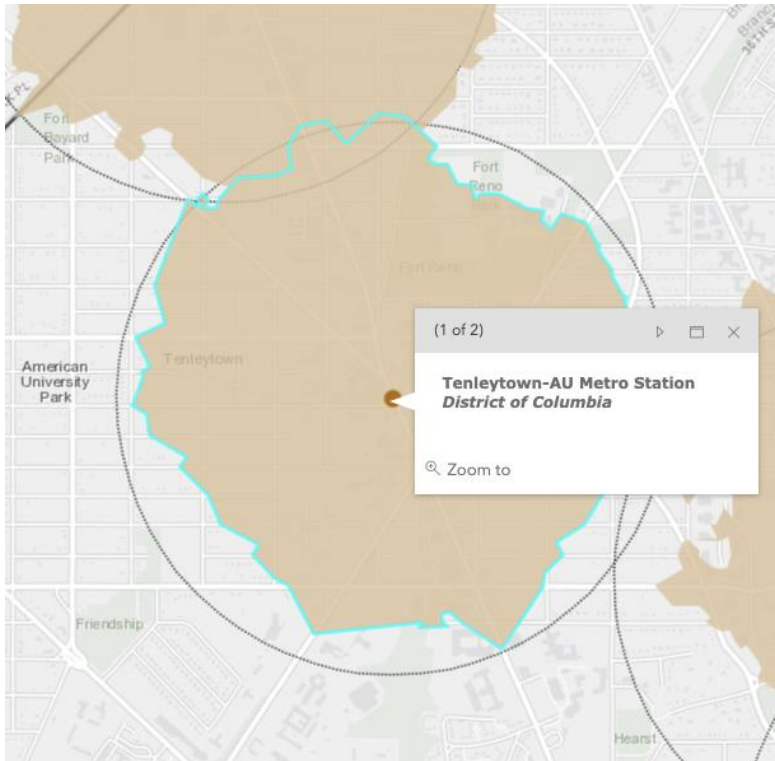 Fort
Bayard
Park
Fort
Reno
Fort Reno
(1 of 2)
Tenleytown
American
University
Park
Tenleytown-AU Metro Station
District of Columbia
Zoom to
Friendship
Hearst